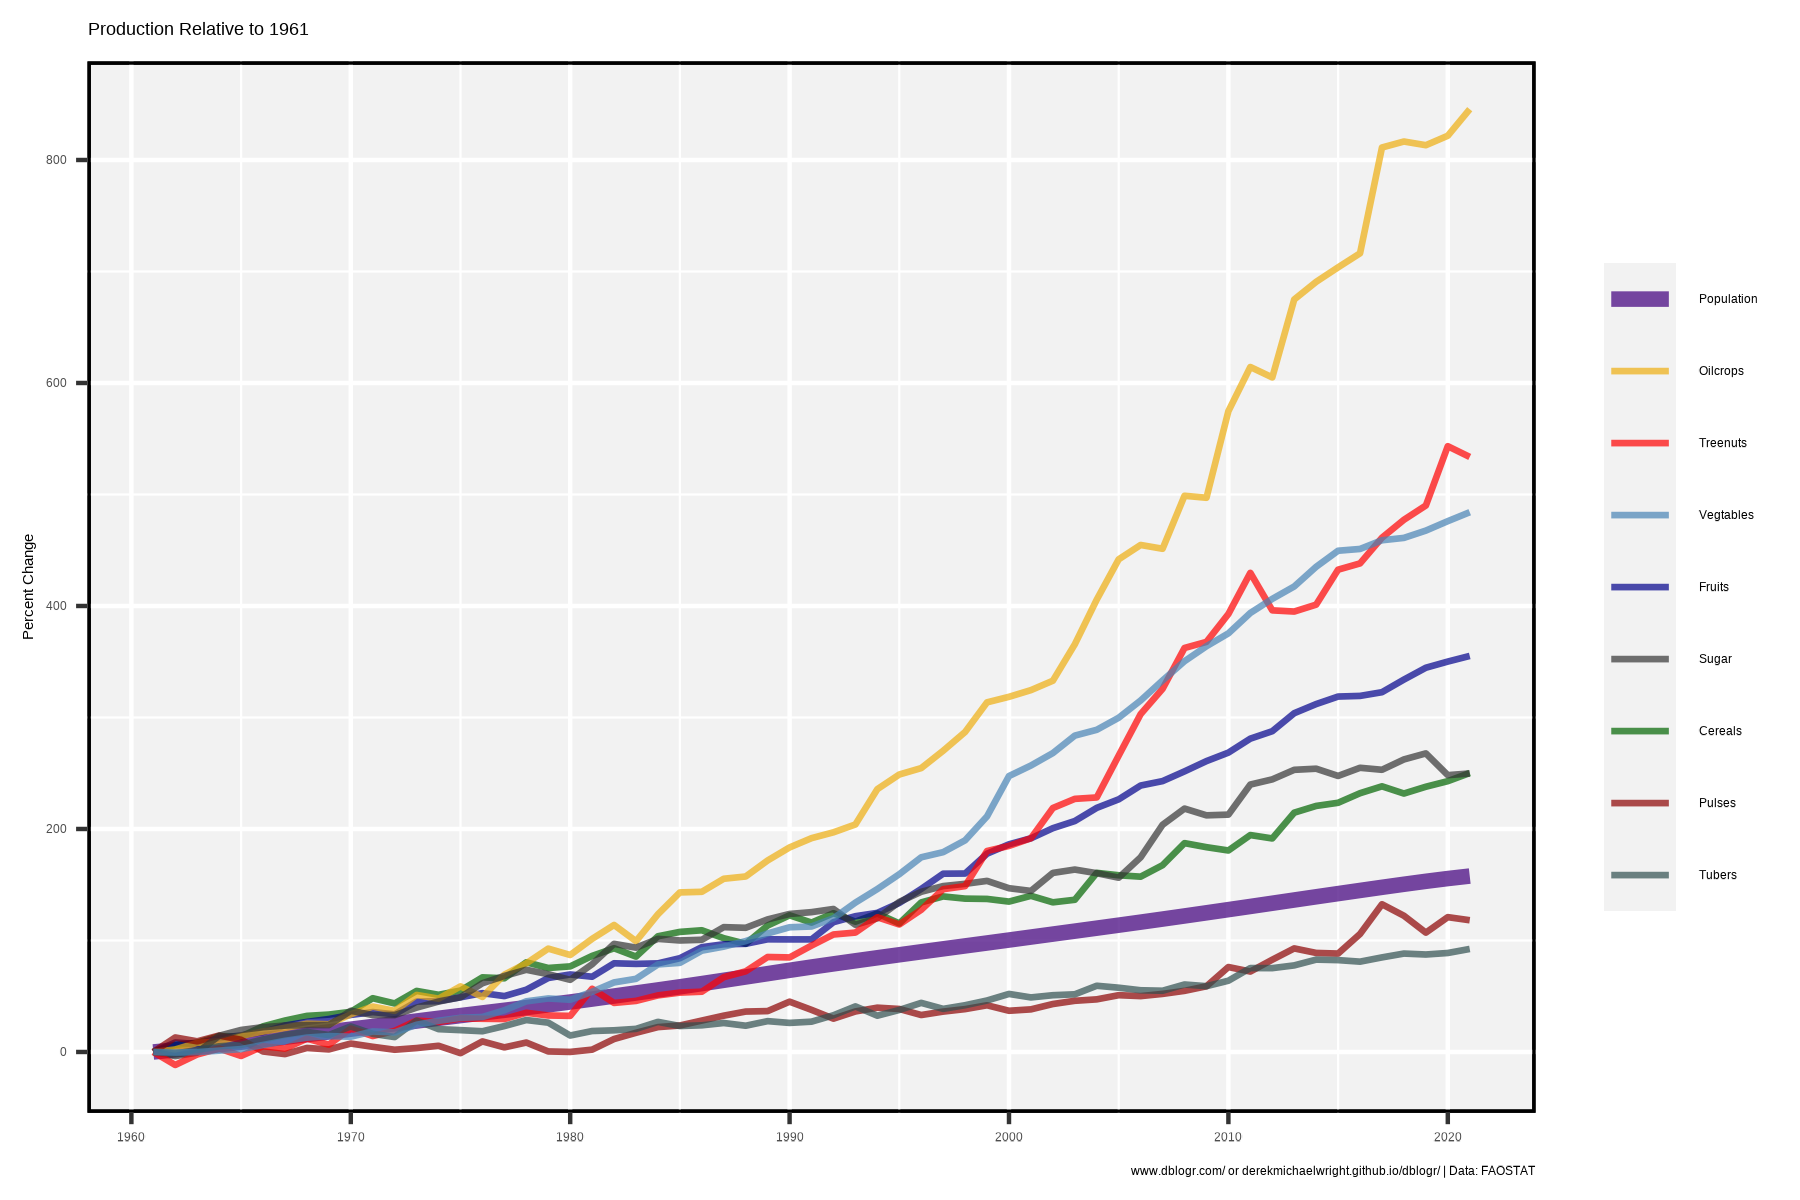 Production Relative to 1961
Percent Change
800
600
400
200
0
1960 1970 1980 1990 2000 2010 2020
Population
Oilcrops
Treenuts
Vegtables
Fruits
Sugar
Cereals
Pulses
Tubers
www.dblogr.com/ or derekmichaelwright.github.io/dblogr/ | Data: FAOSTAT